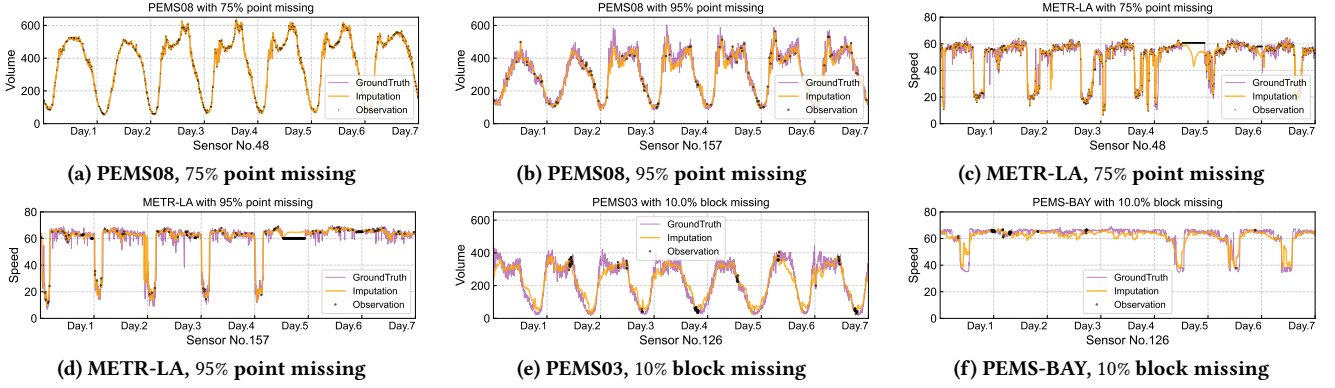 PEMS08 with 75% point missing
Volume
600
400
200
0
GroundTruth
Imputation
Observation
Day.1 Day.2 Day.3 Day.4 Day.5 Day.6 Day.7
Sensor No.48
(a) PEMS08, 75% point missing
PEMS08 with 95% point missing
Volume
600
400
200
0
GroundTruth
Imputation
Observation
Day.1 Day.2 Day.3 Day.4 Day.5 Day.6 Day.7
Sensor No.157
(b) PEMS08, 95% point missing
METR-LA with 75% point missing
Speed
80
60
40
20
0
GroundTruth
Imputation
Observation
Day.1 Day.2 Day.3 Day.4 Day.5 Day.6 Day.7
Sensor No.48
(c) METR-LA, 75% point missing
METR-LA with 95% point missing
Speed
80
60
40
20
0
GroundTruth
Imputation
Observation
Day.1 Day.2 Day.3 Day.4 Day.5 Day.6 Day.7
Sensor No.157
(d) METR-LA, 95% point missing
PEMS03 with 10.0% block missing
Volume
600
400
200
0
GroundTruth
Imputation
Observation
Day.1 Day.2 Day.3 Day.4 Day.5 Day.6 Day.7
Sensor No.126
(e) PEMS03, 10% block missing
PEMS-BAY with 10.0% block missing
Speed
80
60
40
20
0
GroundTruth
Imputation
Observation
Day.1 Day.2 Day.3 Day.4 Day.5 Day.6 Day.7
Sensor No.126
(f) PEMS-BAY, 10% block missing